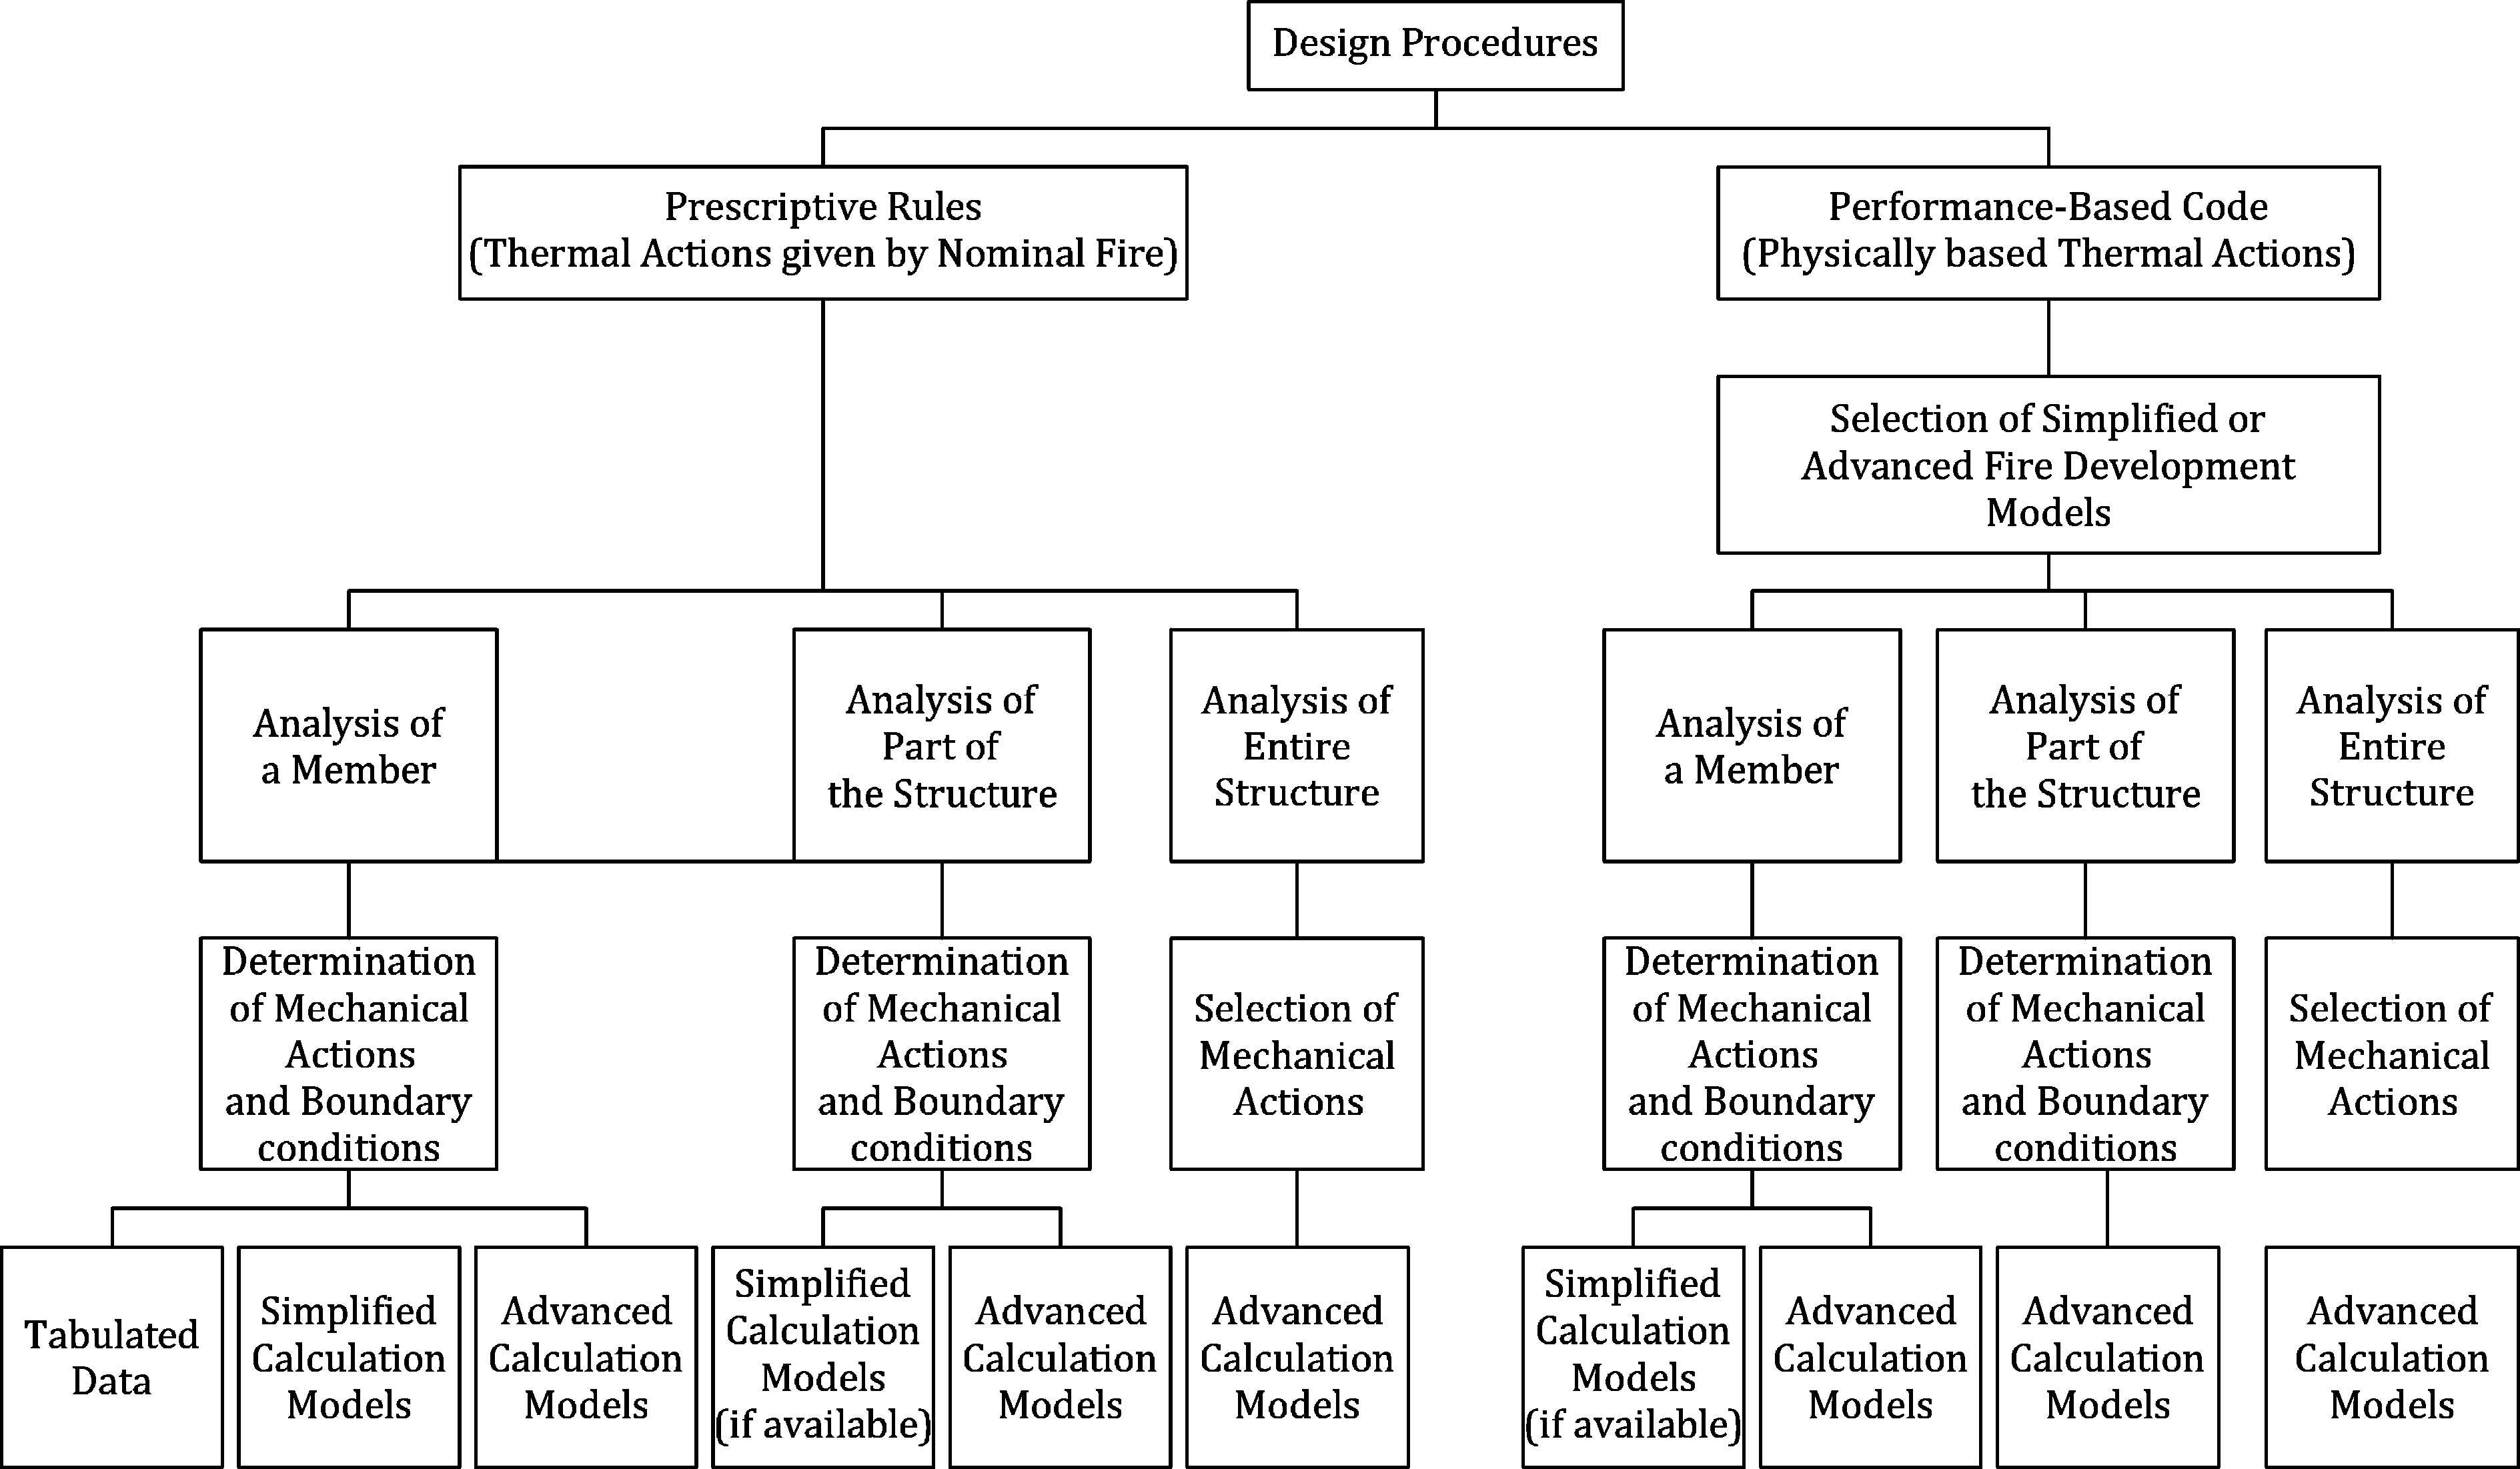 Design Procedures
Prescriptive Rules
(Thermal Actions given by Nominal Fire)
Performance-Based Code
(Physically based Thermal Actions)
Selection of Simplified or
Advanced Fire Development
Models
Analysis of
a Member
Analysis of
Part of
the Structure
Analysis of
Entire
Structure
Analysis of
a Member
Analysis of
Part of
the Structure
Analysis of
Entire
Structure
Determination
of Mechanical
Actions
and Boundary
conditions
Determination
of Mechanical
Actions
and Boundary
conditions
Selection of
Mechanical
Actions
Determination
of Mechanical
Actions
and Boundary
conditions
Determination
of Mechanical
Actions
and Boundary
conditions
Selection of
Mechanical
Actions
Tabulated
Data
Simplified
Calculation
Models
Advanced
Calculation
Models
Simplified
Calculation
Models
(if available)
Advanced
Calculation
Models
Advanced
Calculation
Models
Simplified
Calculation
Models
(if available)
Advanced
Calculation
Models
Advanced
Calculation
Models
Advanced
Calculation
Models